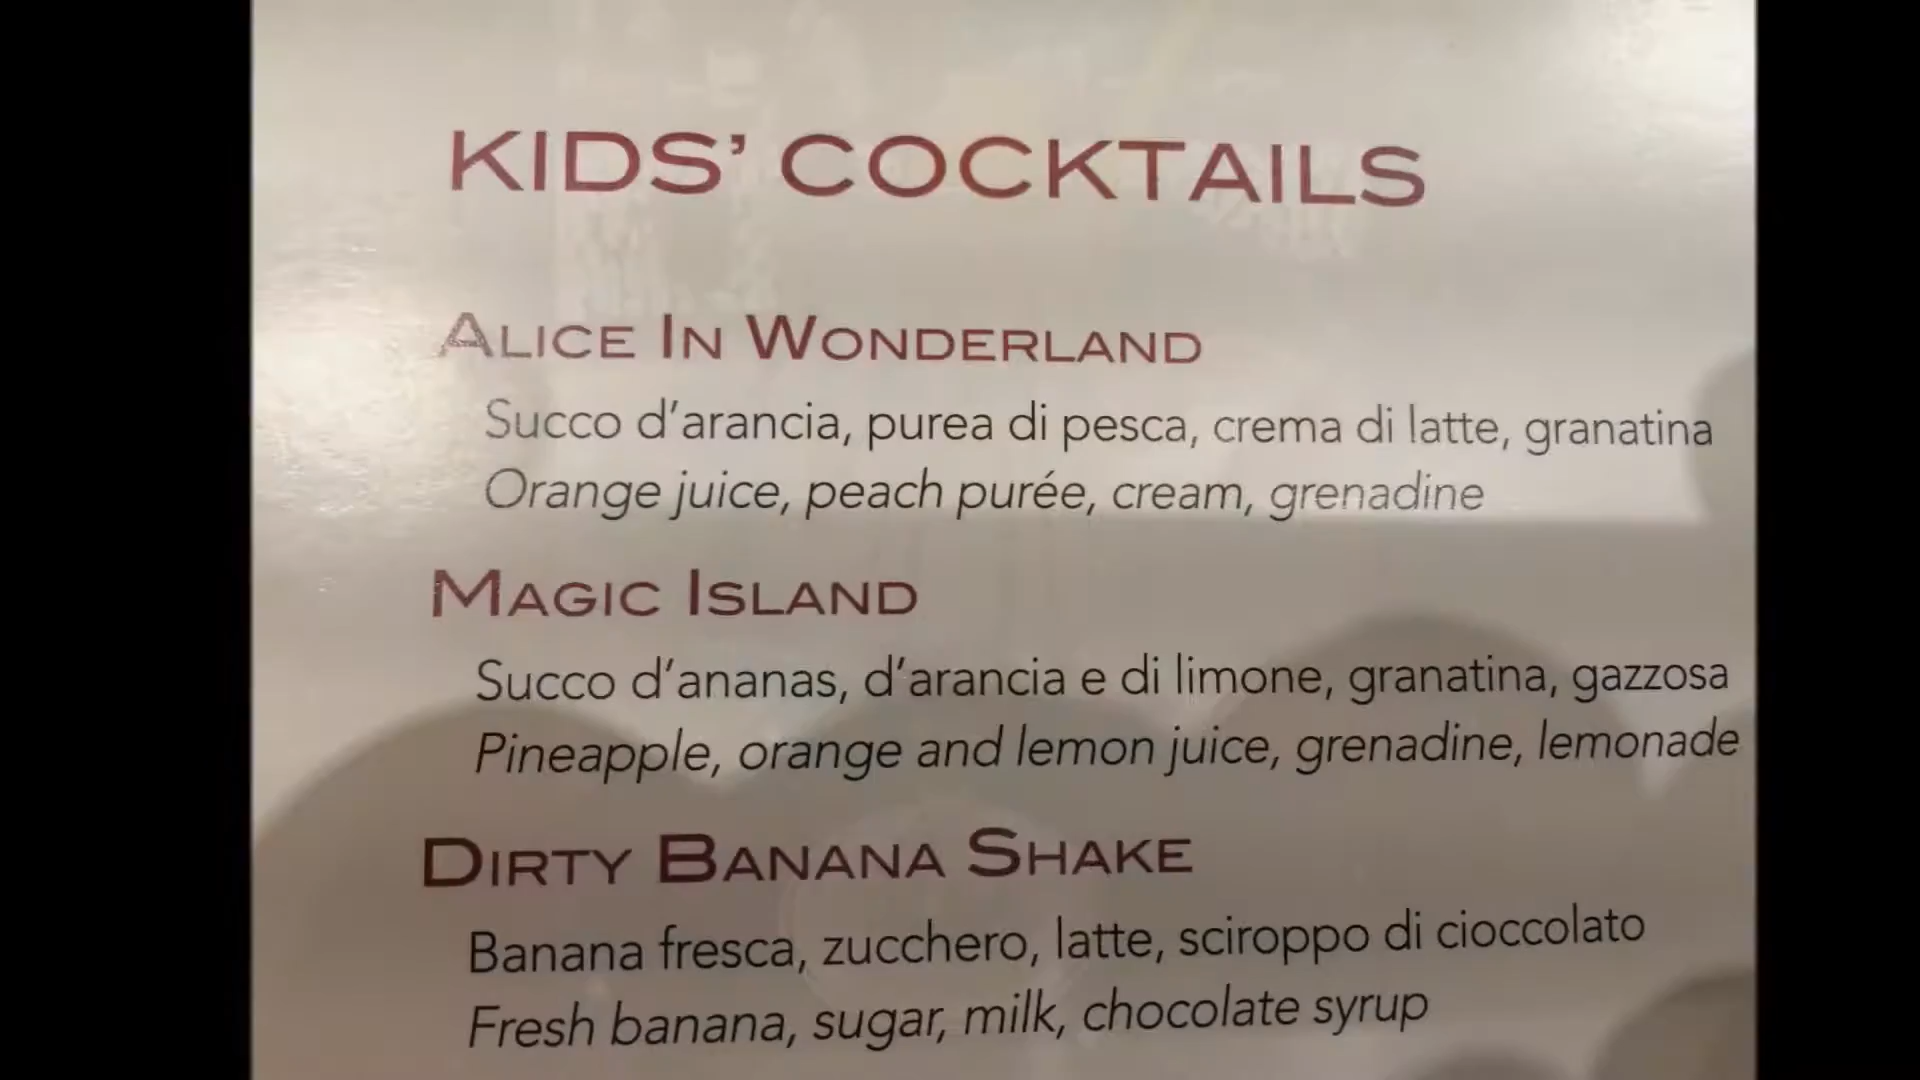 KIDS' COCKTAILS
ALICE IN WONDERLAND
Succo d'arancia, purea di pesca, crema di latte, granatina
Orange juice, peach purée, cream, grenadine
MAGIC ISLAND
Succo d'ananas, d'arancia e di limone, granatina, gazzosa
Pineapple, orange and lemon juice, grenadine, lemonade
DIRTY BANANA SHAKE
Banana fresca, zucchero, latte, sciroppo di cioccolato
Fresh banana, sugar, milk, chocolate syrup